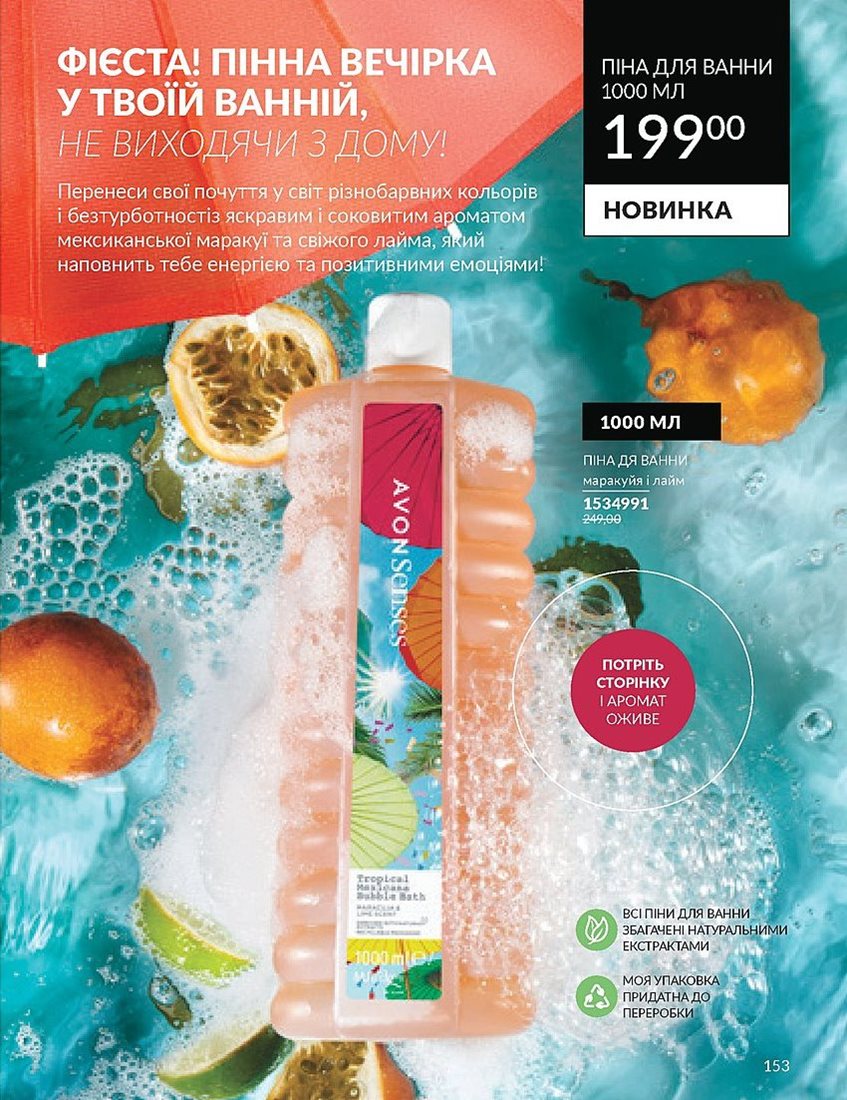 ФІЄСТА! ПІННА ВЕЧІРКА
У ТВОЇЙ ВАННІЙ,
НЕ ВИХОДЯЧИ З ДОМУ!
Перенеси свої почуття у світ різнобарвних кольорів
і безтурботностіз яскравим і соковитим ароматом
мексиканської маракуї та свіжого лайма, який
наповнить тебе енергією та позитивними емоціями!
ПІНА ДЛЯ ВАННИ
1000 МЛ
199⁰⁰
НОВИНКА
1000 МЛ
ПІНА ДЯ ВАННИ
маракуйя і лайм
1534991
249,00
AVON Senses
ПОТРІТЬ
СТОРІНКУ
І АРОМАТ
ОЖИВЕ
Tropical
Mexicana
Bubble Bath
MARACUJA &
LIME SCENT
1000 ml ℮
ВСІ ПІНИ ДЛЯ ВАННИ
ЗБАГАЧЕНІ НАТУРАЛЬНИМИ
ЕКСТРАКТАМИ
МОЯ УПАКОВКА
ПРИДАТНА ДО
ПЕРЕРОБКИ
153